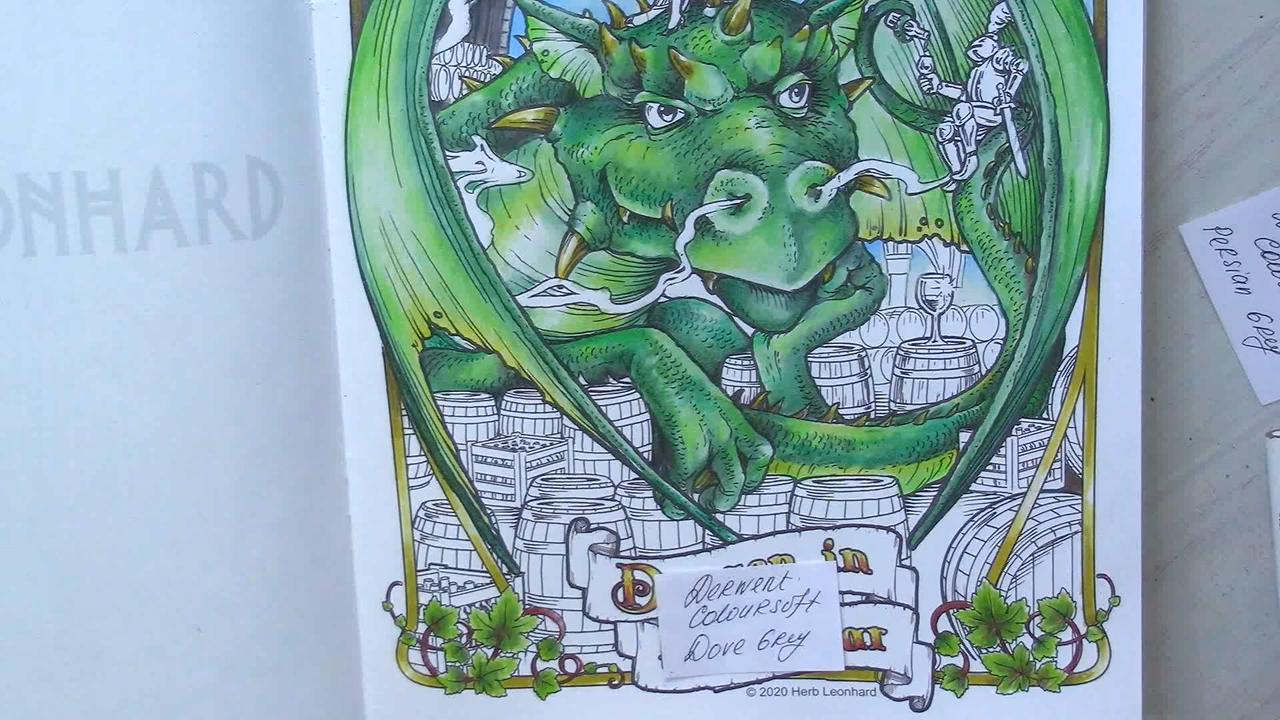 ONHARD
Persian Grey
in
Derwent.
Coloursoft
Dove Grey
© 2020 Herb Leonhard